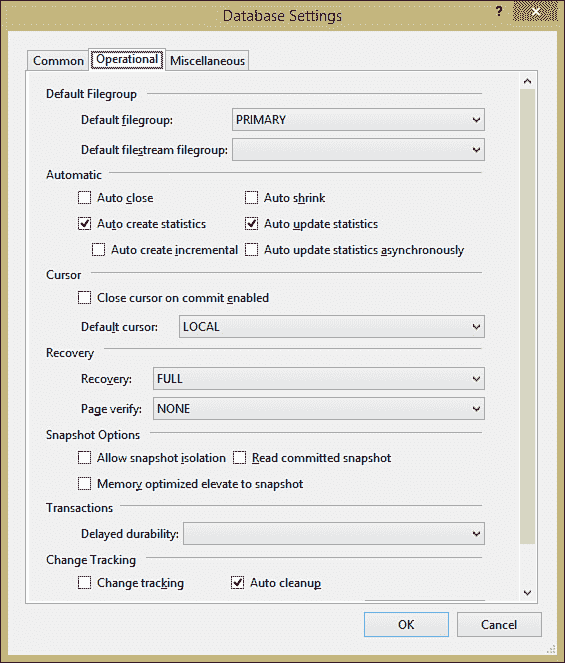 Database Settings ?
Common Operational Miscellaneous
Default Filegroup
Default filegroup: PRIMARY
Default filestream filegroup:
Automatic
Auto close Auto shrink
Auto create statistics Auto update statistics
Auto create incremental Auto update statistics asynchronously
Cursor
Close cursor on commit enabled
Default cursor: LOCAL
Recovery
Recovery: FULL
Page verify: NONE
Snapshot Options
Allow snapshot isolation Read committed snapshot
Memory optimized elevate to snapshot
Transactions
Delayed durability:
Change Tracking
Change tracking Auto cleanup
OK Cancel